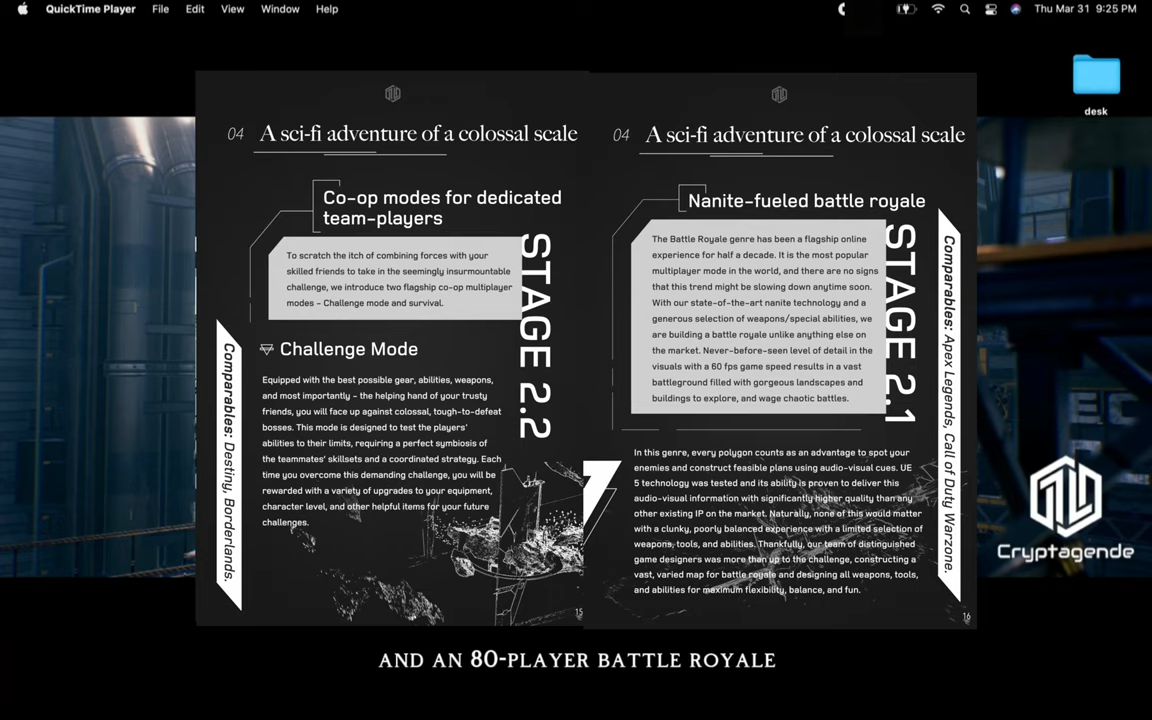 QuickTime Player File Edit View Window Help Thu Mar 31 9:25 PM
desk
04 A sci-fi adventure of a colossal scale
Co-op modes for dedicated
team-players
To scratch the itch of combining forces with your
skilled friends to take in the seemingly insurmountable
challenge, we introduce two flagship co-op multiplayer
modes - Challenge mode and survival.
STAGE 2.2
Challenge Mode
Equipped with the best possible gear, abilities, weapons,
and most importantly - the helping hand of your trusty
friends, you will face up against colossal, tough-to-defeat
bosses. This mode is designed to test the players'
abilities to their limits, requiring a perfect symbiosis of
the teammates' skillsets and a coordinated strategy. Each
time you overcome this demanding challenge, you will be
rewarded with a variety of upgrades to your equipment,
character level, and other helpful items for your future
challenges.
Comparables: Destiny, Borderlands.
15
04 A sci-fi adventure of a colossal scale
Nanite-fueled battle royale
The Battle Royale genre has been a flagship online
experience for half a decade. It is the most popular
multiplayer mode in the world, and there are no signs
that this trend might be slowing down anytime soon.
With our state-of-the-art nanite technology and a
generous selection of weapons/special abilities, we
are building a battle royale unlike anything else on
the market. Never-before-seen level of detail in the
visuals with a 60 fps game speed results in a vast
battleground filled with gorgeous landscapes and
buildings to explore, and wage chaotic battles.
STAGE 2.1
Comparables: Apex Legends, Call of Duty Warzone.
In this genre, every polygon counts as an advantage to spot your
enemies and construct feasible plans using audio-visual cues. UE
5 technology was tested and its ability is proven to deliver this
audio-visual information with significantly higher quality than any
other existing IP on the market. Naturally, none of this would matter
with a clunky, poorly balanced experience with a limited selection of
weapons, tools, and abilities. Thankfully, our team of distinguished
game designers was more than up to the challenge, constructing a
vast, varied map for battle royale and designing all weapons, tools,
and abilities for maximum flexibility, balance, and fun.
16
EC
Cryptagende
AND AN 80-PLAYER BATTLE ROYALE